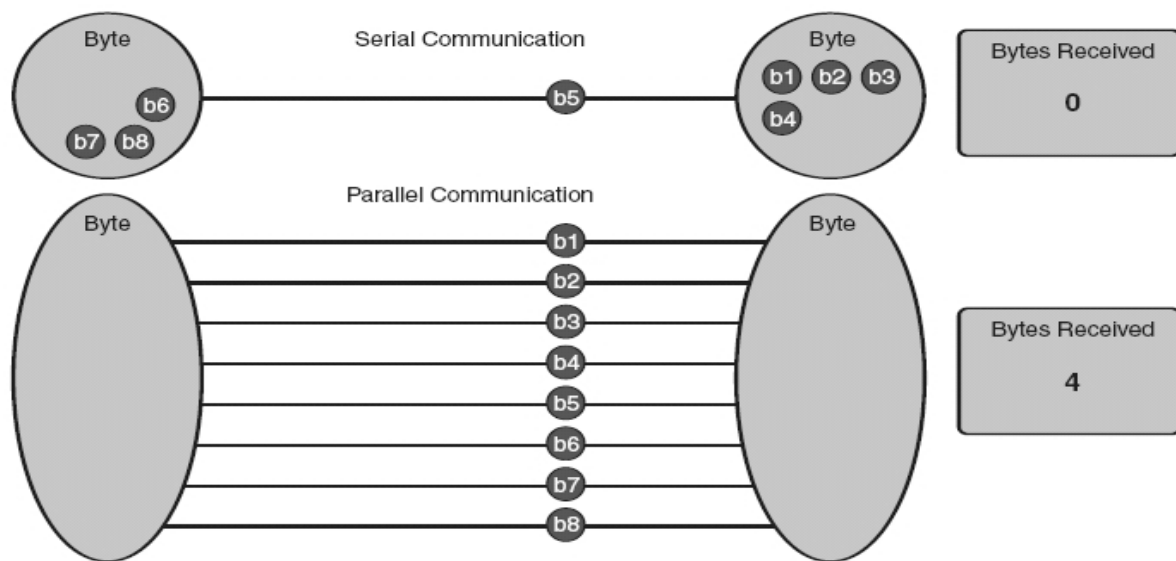 Byte
Serial Communication
Byte
Bytes Received
b1 b2 b3
0
b6
b5
b4
b7 b8
Parallel Communication
Byte
Byte
b1
b2
b3
Bytes Received
b4
4
b5
b6
b7
b8